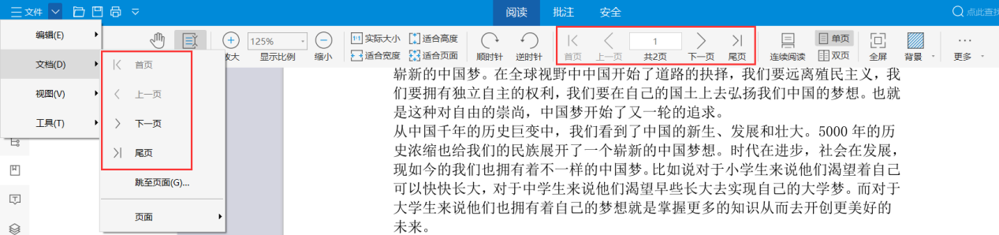 文件
阅读 批注 安全
点此查找
编辑(E)
文档(D)
视图(V)
工具(T)
首页
上一页
下一页
尾页
跳至页面(G)...
页面
放大
125%
显示比例
缩小
实际大小
适合宽度
适合高度
适合页面
顺时针
逆时针
首页
上一页
1
共2页
下一页
尾页
连续阅读
单页
双页
全屏
背景
更多
崭新的中国梦。在全球视野中中国开始了道路的抉择，我们要远离殖民主义，我
们要拥有独立自主的权利，我们要在自己的国土上去弘扬我们中国的梦想。也就
是这种对自由的崇尚，中国梦开始了又一轮的追求。
从中国千年的历史巨变中，我们看到了中国的新生、发展和壮大。5000 年的历
史浓缩也给我们的民族展开了一个崭新的中国梦想。时代在进步，社会在发展，
现如今的我们也拥有着不一样的中国梦。比如说对于小学生来说他们渴望着自己
可以快快长大，对于中学生来说他们渴望早些长大去实现自己的大学梦。而对于
大学生来说他们也拥有着自己的梦想就是掌握更多的知识从而去开创更美好的
未来。